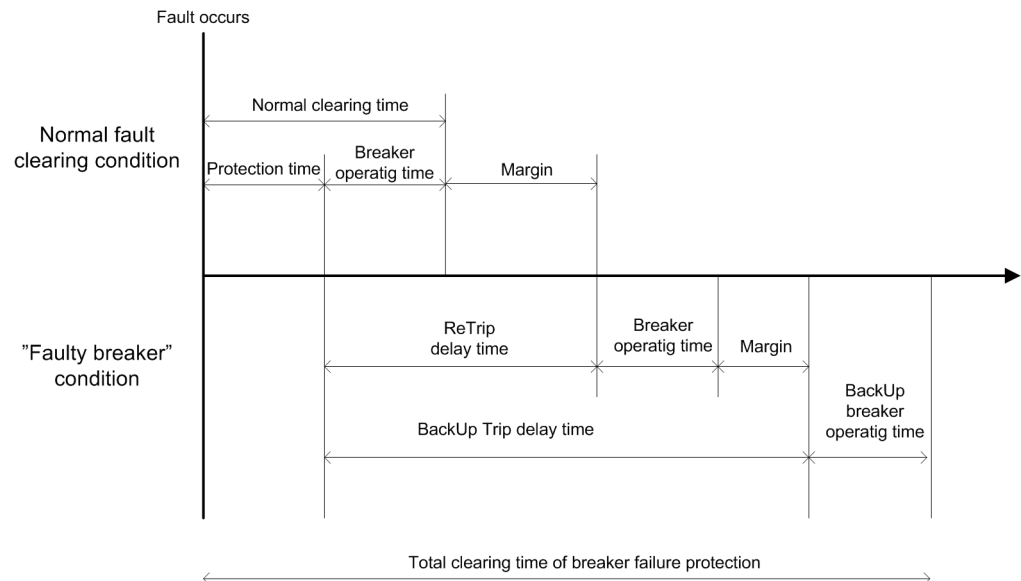 Fault occurs
Normal clearing time
Normal fault
clearing condition
Protection time
Breaker
operatig time
Margin
”Faulty breaker”
condition
ReTrip
delay time
Breaker
operatig time
Margin
BackUp
breaker
operatig time
BackUp Trip delay time
Total clearing time of breaker failure protection